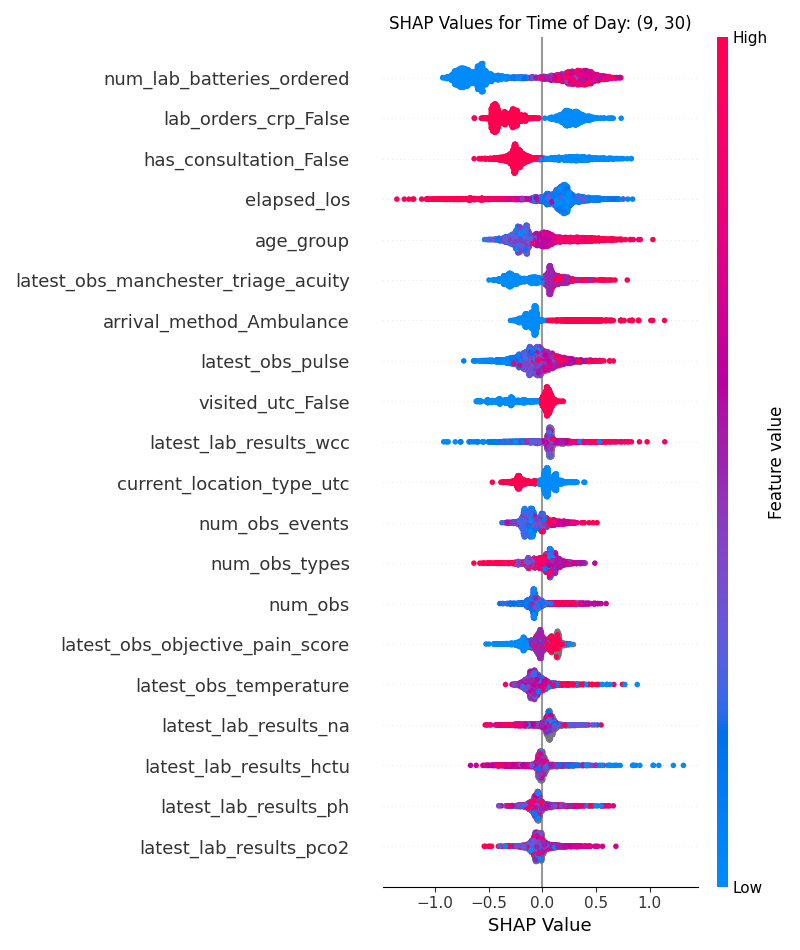 SHAP Values for Time of Day: (9, 30)
High
num_lab_batteries_ordered
lab_orders_crp_False
has_consultation_False
elapsed_los
age_group
latest_obs_manchester_triage_acuity
arrival_method_Ambulance
latest_obs_pulse
visited_utc_False
latest_lab_results_wcc
current_location_type_utc
num_obs_events
num_obs_types
num_obs
latest_obs_objective_pain_score
latest_obs_temperature
latest_lab_results_na
latest_lab_results_hctu
latest_lab_results_ph
latest_lab_results_pco2
Feature value
Low
−1.0 −0.5 0.0 0.5 1.0
SHAP Value